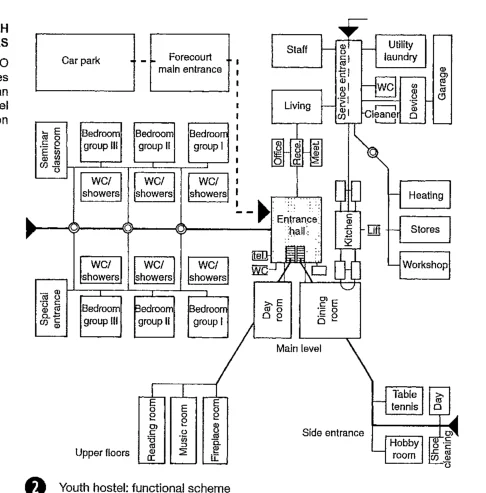 H
S
O
es
an
el
on
Car park
Forecourt
main entrance
Staff
Service entrance
Utility
laundry
WC
Cleaner
Devices
Garage
Living
Office
Rece.
Meet.
Seminar
classroom
Bedroom
group III
Bedroom
group II
Bedroom
group I
WC/
showers
WC/
showers
WC/
showers
Entrance
hall
Kitchen
Lift
Heating
Stores
Workshop
tel.
WC
Special
entrance
WC/
showers
WC/
showers
WC/
showers
Bedroom
group III
Bedroom
group II
Bedroom
group I
Day
room
Dining
room
Main level
Reading room
Music room
Fireplace room
Upper floors
Side entrance
Table
tennis
Day
Hobby
room
Shoe
cleaning
2 Youth hostel: functional scheme